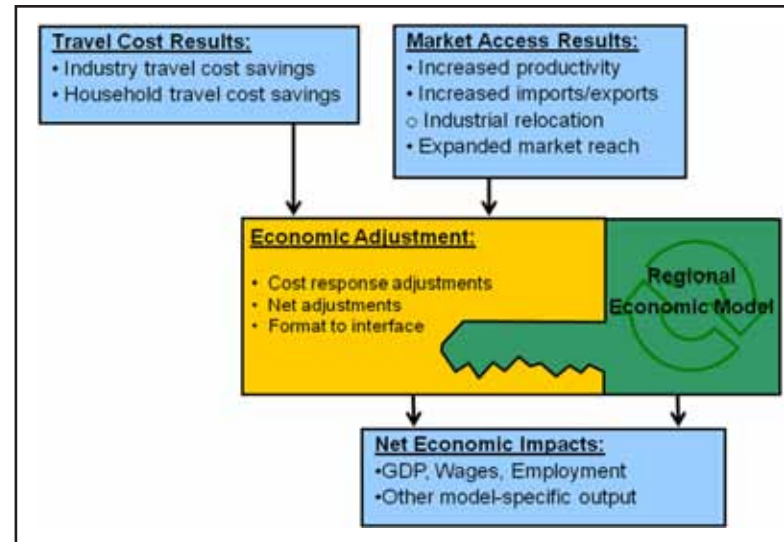 Travel Cost Results:
• Industry travel cost savings
• Household travel cost savings
Market Access Results:
• Increased productivity
• Increased imports/exports
○ Industrial relocation
• Expanded market reach
Economic Adjustment:
• Cost response adjustments
• Net adjustments
• Format to interface
Regional
Economic Model
Net Economic Impacts:
•GDP, Wages, Employment
•Other model-specific output